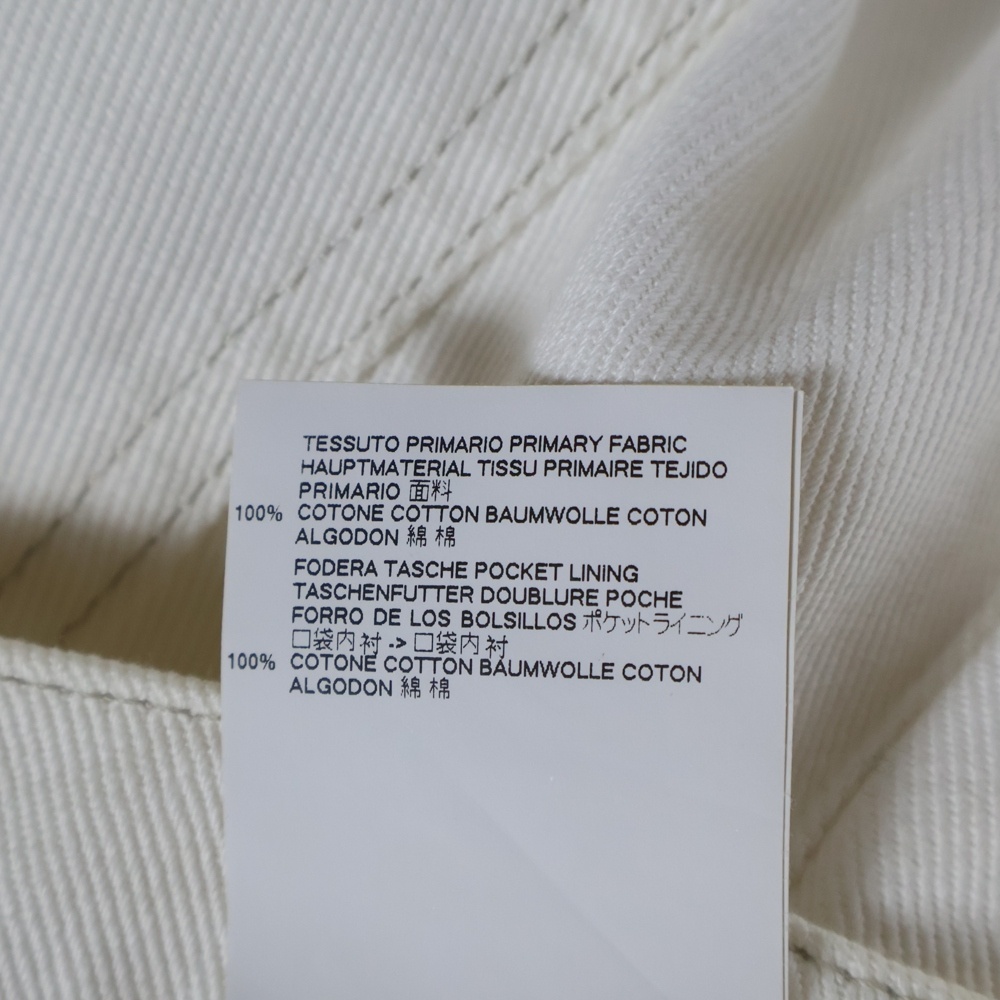 TESSUTO PRIMARIO PRIMARY FABRIC
HAUPTMATERIAL TISSU PRIMAIRE TEJIDO
PRIMARIO 面料
100% COTONE COTTON BAUMWOLLE COTON
ALGODON 綿 棉
FODERA TASCHE POCKET LINING
TASCHENFUTTER DOUBLURE POCHE
FORRO DE LOS BOLSILLOS ポケットライニング
口袋内衬 -> 口袋内衬
100% COTONE COTTON BAUMWOLLE COTON
ALGODON 綿 棉